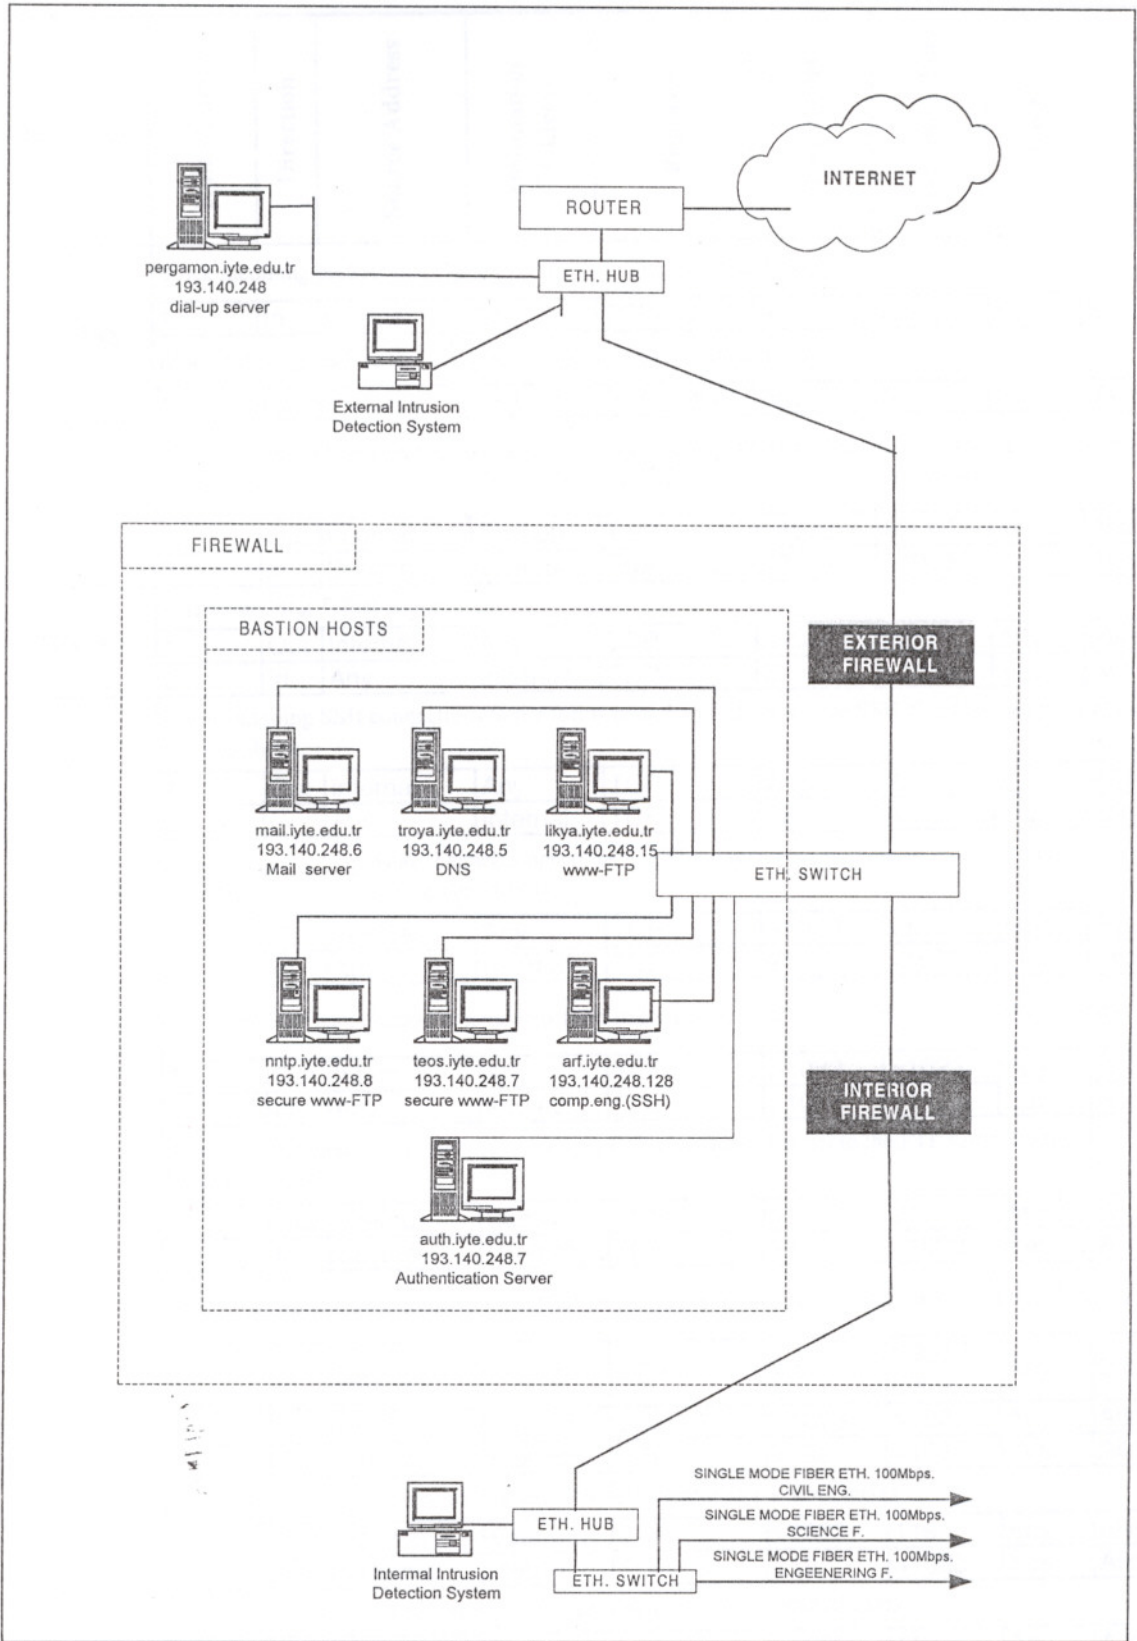 INTERNET
ROUTER
ETH. HUB
pergamon.iyte.edu.tr
193.140.248
dial-up server
External Intrusion
Detection System
FIREWALL
BASTION HOSTS
EXTERIOR
FIREWALL
mail.iyte.edu.tr
193.140.248.6
Mail server
troya.iyte.edu.tr
193.140.248.5
DNS
likya.iyte.edu.tr
193.140.248.15
www-FTP
ETH. SWITCH
nntp.iyte.edu.tr
193.140.248.8
secure www-FTP
teos.iyte.edu.tr
193.140.248.7
secure www-FTP
arf.iyte.edu.tr
193.140.248.128
comp.eng.(SSH)
INTERIOR
FIREWALL
auth.iyte.edu.tr
193.140.248.7
Authentication Server
SINGLE MODE FIBER ETH. 100Mbps.
CIVIL ENG.
SINGLE MODE FIBER ETH. 100Mbps.
SCIENCE F.
SINGLE MODE FIBER ETH. 100Mbps.
ENGEENERING F.
ETH. HUB
ETH. SWITCH
Internal Intrusion
Detection System